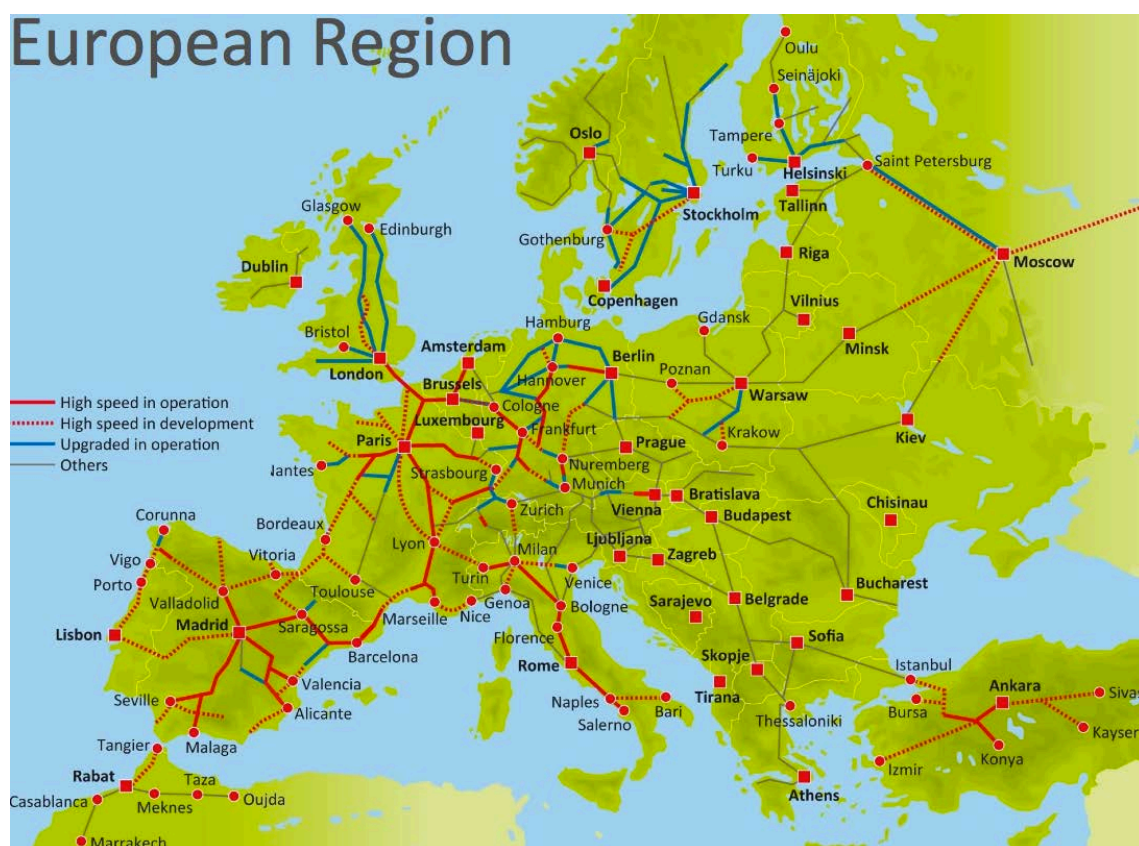 European Region
Oulu
Seinäjoki
Oslo
Tampere
Turku
Helsinski
Saint Petersburg
Tallinn
Stockholm
Glasgow
Edinburgh
Gothenburg
Dublin
Riga
Moscow
Copenhagen
Vilnius
Bristol
Hamburg
Gdansk
Minsk
London
Amsterdam
Hannover
Berlin
Poznan
Brussels
Warsaw
High speed in operation
High speed in development
Upgraded in operation
Others
Cologne
Luxembourg
Frankfurt
Krakow
Kiev
Paris
Prague
Nantes
Strasbourg
Nuremberg
Munich
Vienna
Bratislava
Chisinau
Zurich
Budapest
Corunna
Bordeaux
Lyon
Milan
Ljubljana
Zagreb
Vigo
Vitoria
Turin
Venice
Porto
Valladolid
Toulouse
Genoa
Bucharest
Marseille
Nice
Bologne
Sarajevo
Belgrade
Lisbon
Madrid
Saragossa
Barcelona
Florence
Sofia
Rome
Skopje
Istanbul
Valencia
Ankara
Sivas
Seville
Alicante
Naples
Bari
Tirana
Bursa
Salerno
Thessaloniki
Kayser
Malaga
Tangier
Konya
Izmir
Rabat
Taza
Athens
Casablanca
Meknes
Oujda
Marrakech